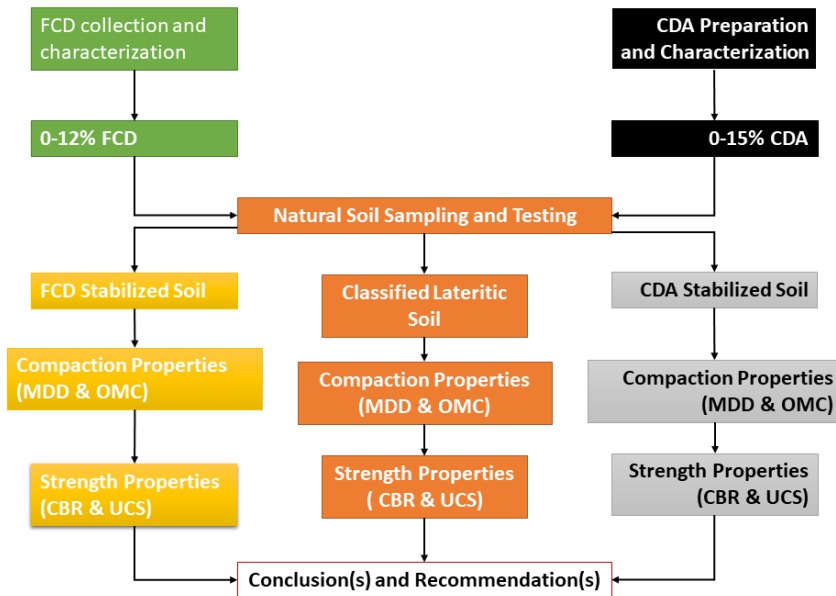 FCD collection and
characterization
CDA Preparation
and Characterization
0-12% FCD
0-15% CDA
Natural Soil Sampling and Testing
FCD Stabilized Soil
Classified Lateritic
Soil
CDA Stabilized Soil
Compaction Properties
(MDD & OMC)
Compaction Properties
(MDD & OMC)
Compaction Properties
(MDD & OMC)
Strength Properties
(CBR & UCS)
Strength Properties
( CBR & UCS)
Strength Properties
(CBR & UCS)
Conclusion(s) and Recommendation(s)